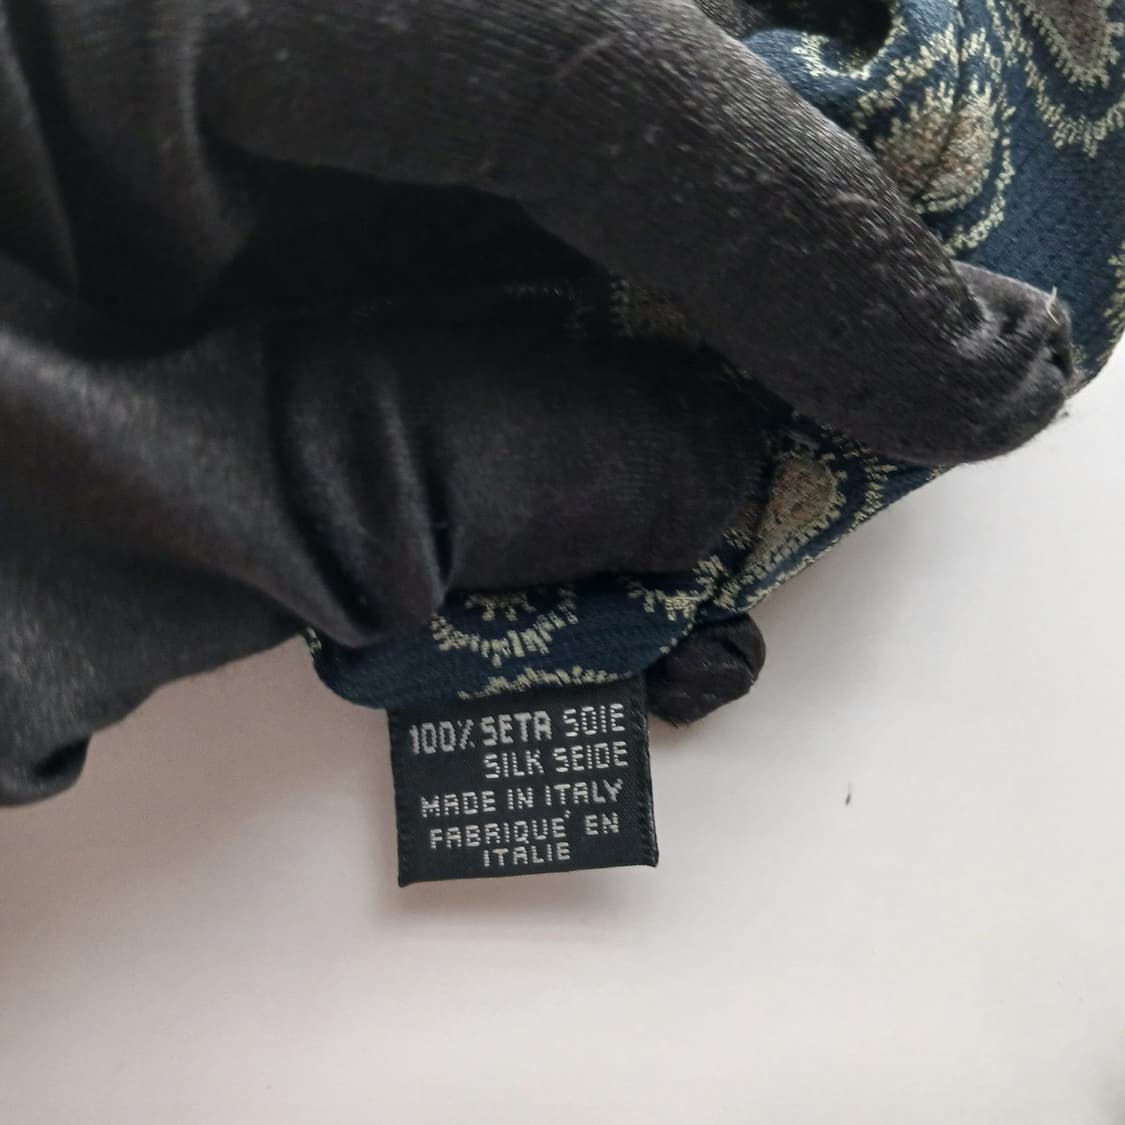 100% SETA SOIE
SILK SEIDE
MADE IN ITALY
FABRIQUE' EN
ITALIE